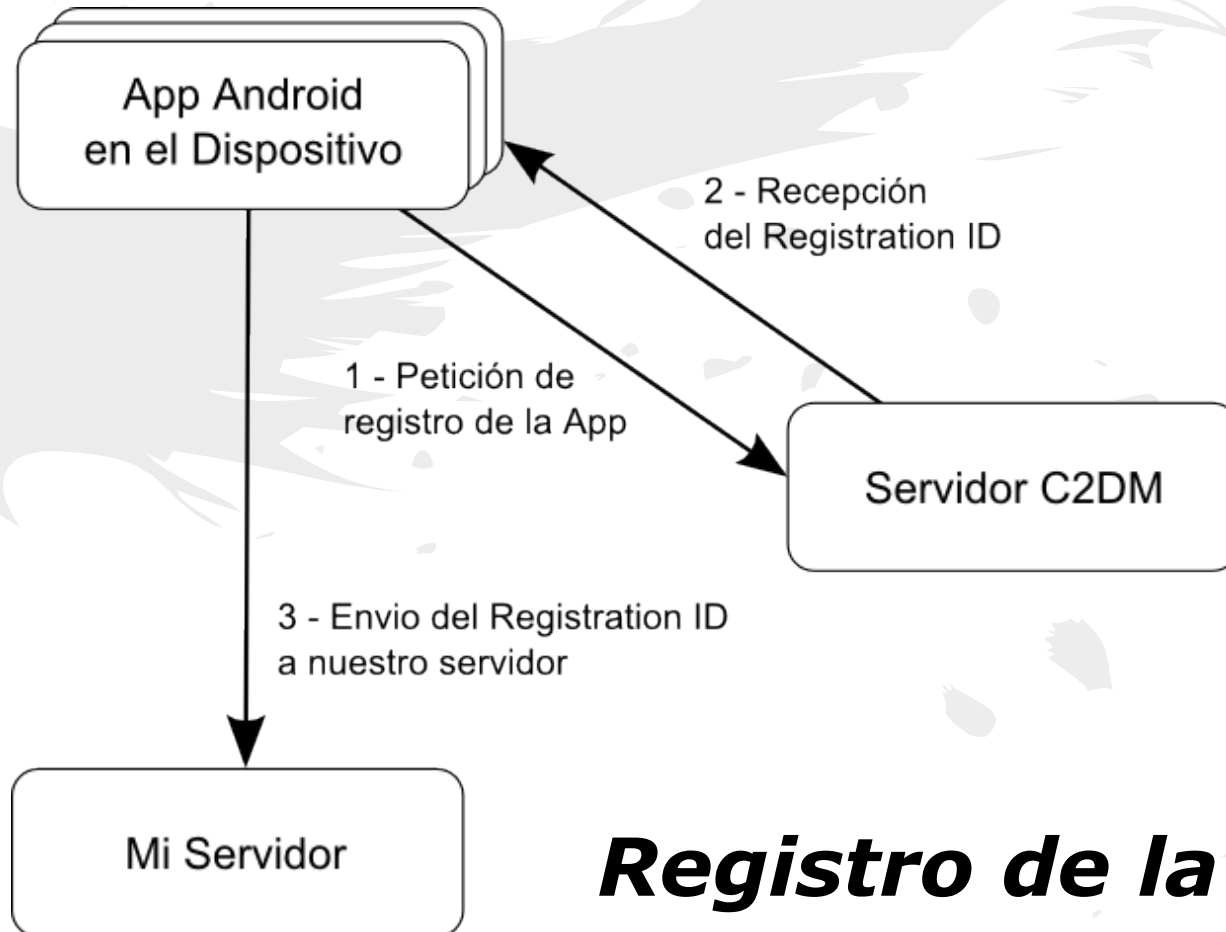 App Android
en el Dispositivo
2 - Recepción
del Registration ID
1 - Petición de
registro de la App
Servidor C2DM
3 - Envio del Registration ID
a nuestro servidor
Mi Servidor
Registro de la